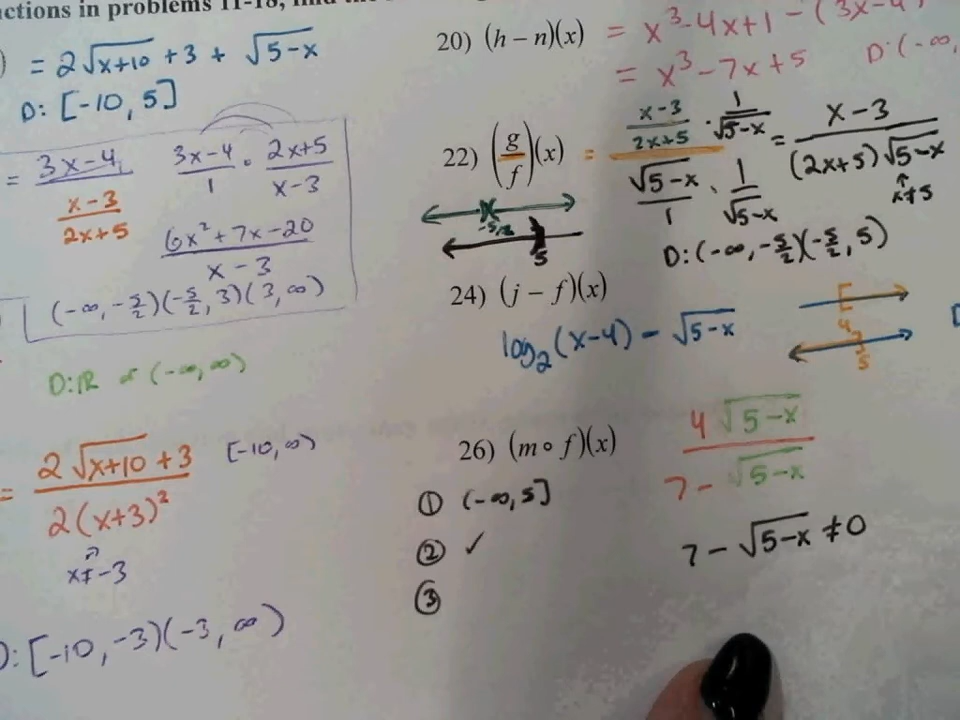 ctions in problems 11-18,
) = 2√(x+10) + 3 + √(5-x)
D: [-10, 5]
20) (h – n)(x) = x³-4x+1 - (3x-4)
= x³-7x+5 D: (-∞,
= (3x-4)/((x-3)/(2x+5)) (3x-4)/1 · (2x+5)/(x-3)
(6x²+7x-20)/(x-3)
(-∞, -5/2)(-5/2, 3)(3, ∞)
22) (g/f)(x) = ((x-3)/(2x+5) · 1/√(5-x))/(√(5-x)/1 · 1/√(5-x)) = (x-3)/((2x+5)√(5-x))
x≠5
-5/2
5
D: (-∞, -5/2)(-5/2, 5)
24) (j – f)(x)
log₂(x-4) - √(5-x)
4
5
D
D: ℝ or (-∞, ∞)
= (2√(x+10) + 3)/(2(x+3)²) [-10, ∞)
x≠-3
D: [-10, -3)(-3, ∞)
26) (m ∘ f)(x) (4√(5-x))/(7-√(5-x))
① (-∞, 5]
② ✓
③
7-√(5-x) ≠ 0